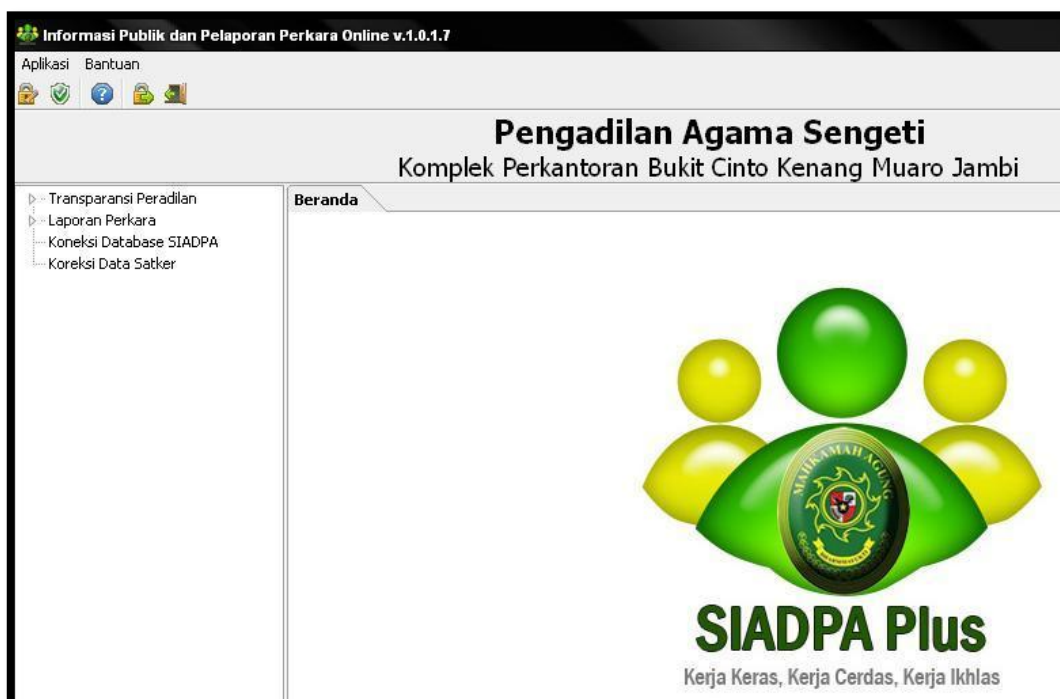 Informasi Publik dan Pelaporan Perkara Online v.1.0.1.7
Aplikasi Bantuan
Pengadilan Agama Sengeti
Komplek Perkantoran Bukit Cinto Kenang Muaro Jambi
Transparansi Peradilan
Laporan Perkara
Koneksi Database SIADPA
Koreksi Data Satker
Beranda
MAHKAMAH AGUNG
SIADPA Plus
Kerja Keras, Kerja Cerdas, Kerja Ikhlas